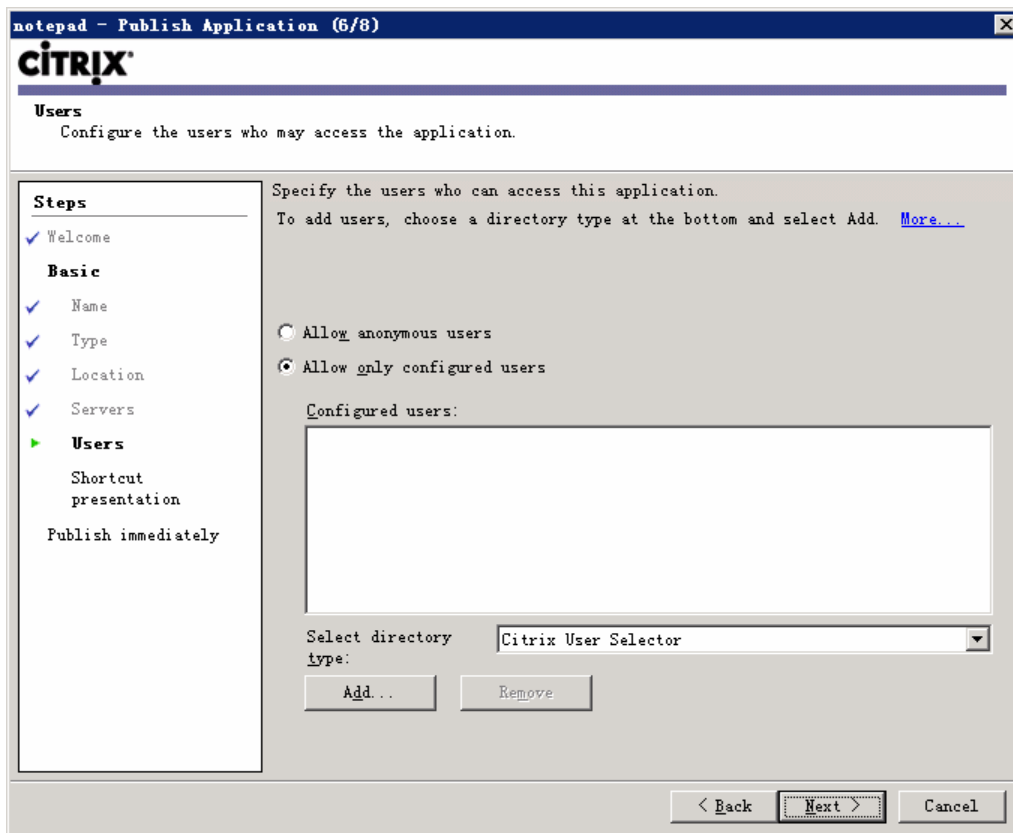 notepad - Publish Application (6/8)
CITRIX®
Users
Configure the users who may access the application.
Steps
Welcome
Basic
Name
Type
Location
Servers
Users
Shortcut
presentation
Publish immediately
Specify the users who can access this application.
To add users, choose a directory type at the bottom and select Add. More...
Allow anonymous users
Allow only configured users
Configured users:
Select directory
type:
Citrix User Selector
Add...
Remove
< Back
Next >
Cancel